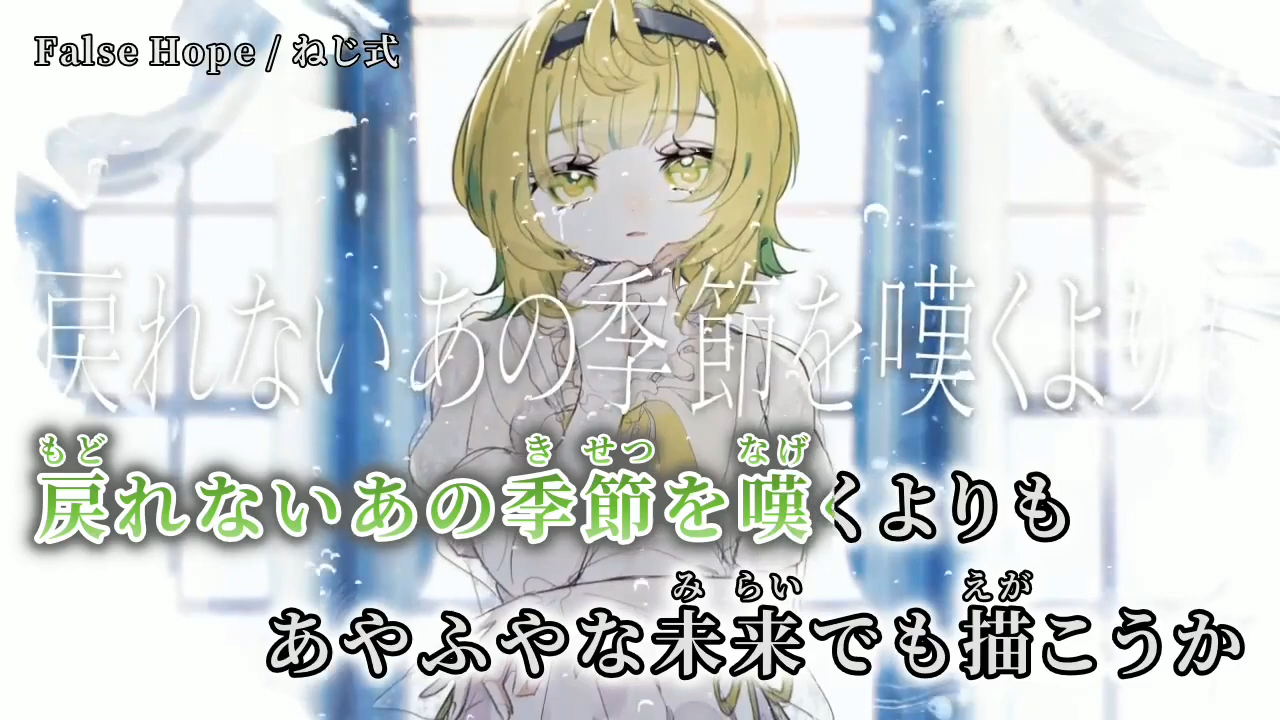 False Hope / ねじ式
戻れないあの季節を嘆くよりも
もど き せつ なげ
戻れないあの季節を嘆くよりも
み らい えが
あやふやな未来でも描こうか